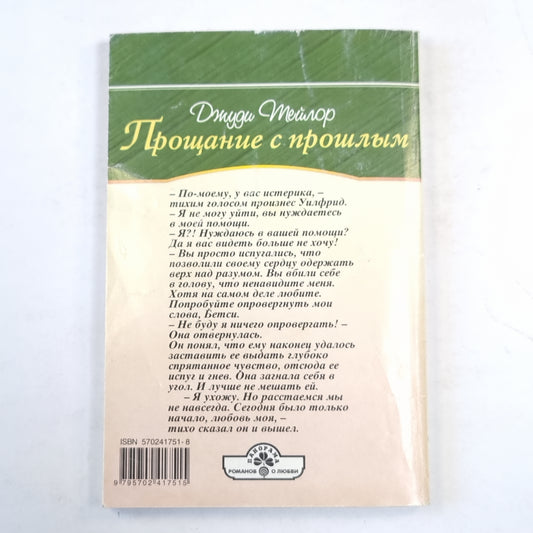 Джуди Тейлор
Прощание с прошлым
– По-моему, у вас истерика, –
тихим голосом произнес Уилфрид.
– Я не могу уйти, вы нуждаетесь
в моей помощи.
– Я?! Нуждаюсь в вашей помощи?
Да я вас видеть больше не хочу!
– Вы просто испугались, что
позволили своему сердцу одержать
верх над разумом. Вы вбили себе
в голову, что ненавидите меня.
Хотя на самом деле любите.
Попробуйте опровергнуть мои
слова, Бетси.
– Не буду я ничего опровергать! –
Она отвернулась.
Он понял, что ему наконец удалось
заставить ее выдать глубоко
спрятанное чувство, отсюда ее
испуг и гнев. Она загнала себя в
угол. И лучше не мешать ей.
– Я ухожу. Но расстаемся мы
не навсегда. Сегодня было только
начало, любовь моя, –
тихо сказал он и вышел.
ISBN 570241751-8
9 795702 417515
ПАНОРАМА
РОМАНОВ О ЛЮБВИ